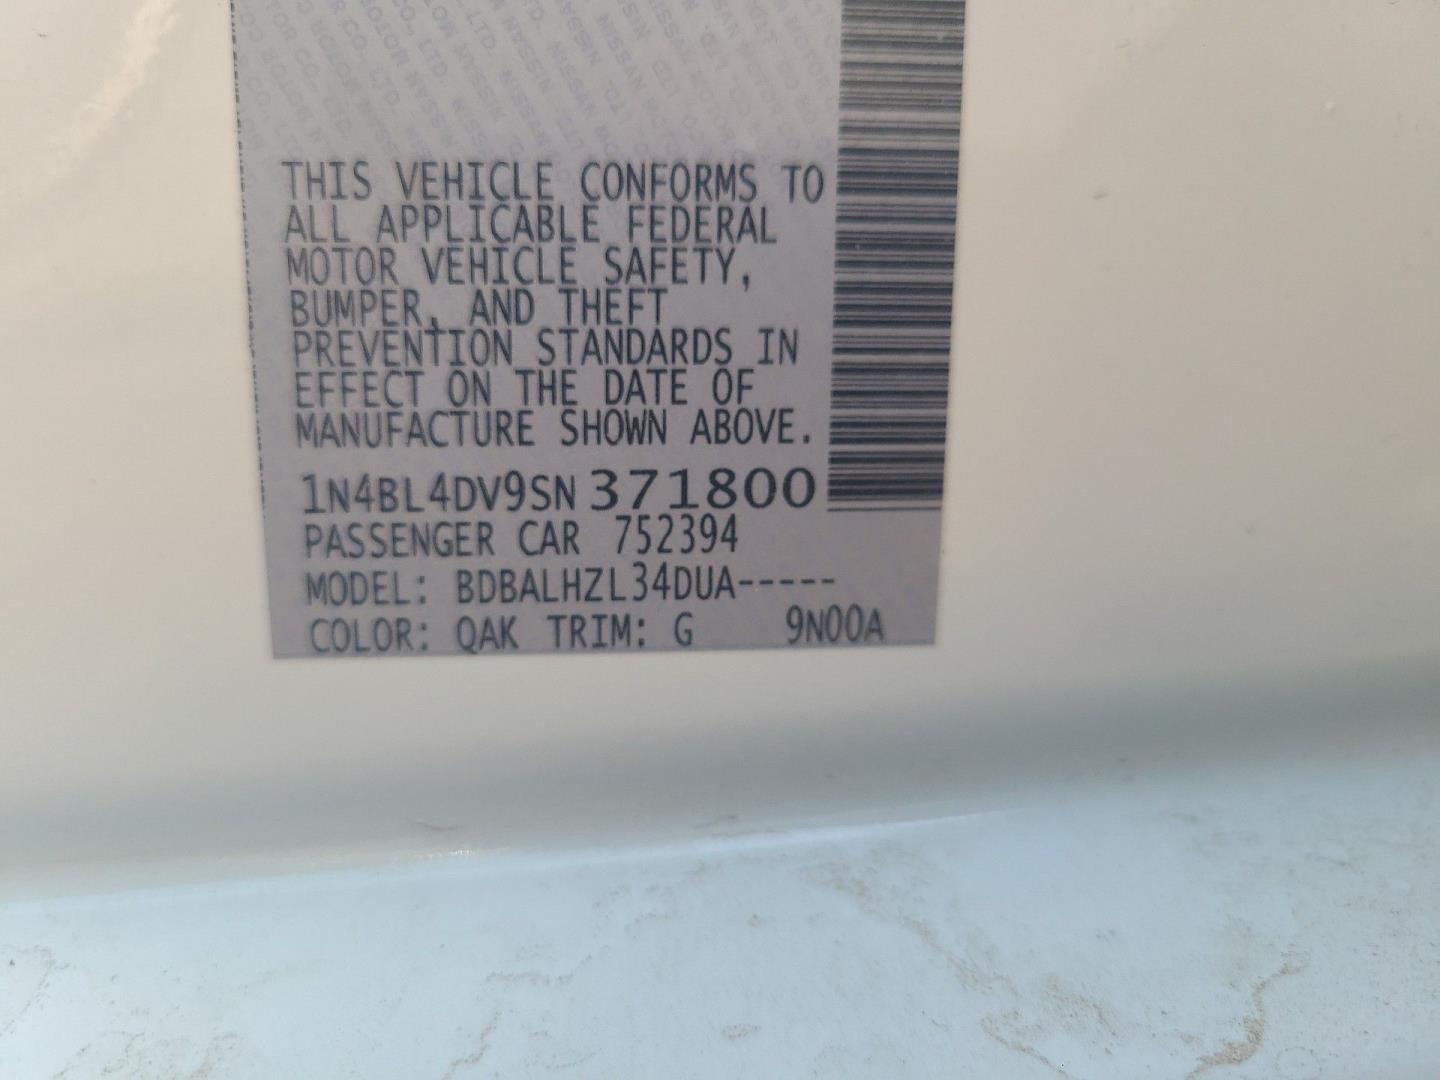 THIS VEHICLE CONFORMS TO
ALL APPLICABLE FEDERAL
MOTOR VEHICLE SAFETY,
BUMPER, AND THEFT
PREVENTION STANDARDS IN
EFFECT ON THE DATE OF
MANUFACTURE SHOWN ABOVE.
1N4BL4DV9SN371800
PASSENGER CAR 752394
MODEL: BDBALHZL34DUA-----
COLOR: QAK TRIM: G 9N00A